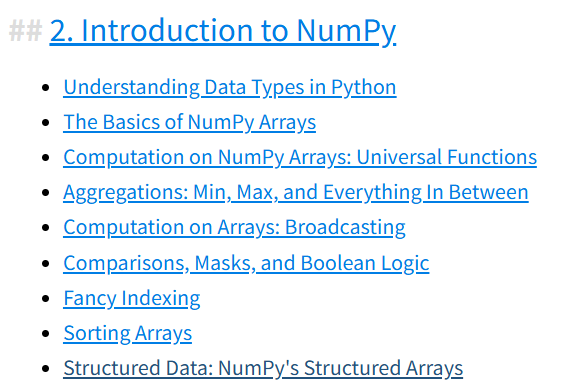 ## 2. Introduction to NumPy
Understanding Data Types in Python
The Basics of NumPy Arrays
Computation on NumPy Arrays: Universal Functions
Aggregations: Min, Max, and Everything In Between
Computation on Arrays: Broadcasting
Comparisons, Masks, and Boolean Logic
Fancy Indexing
Sorting Arrays
Structured Data: NumPy's Structured Arrays